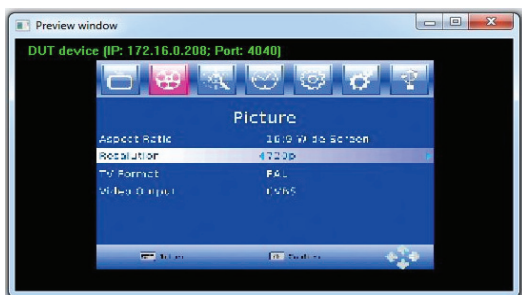 Preview window
DUT device (IP: 172.16.0.208; Port: 4040)
Picture
Aspect Ratio 16:9 Wide Screen
Resolution 720p
TV Format PAL
Video Output CVBS